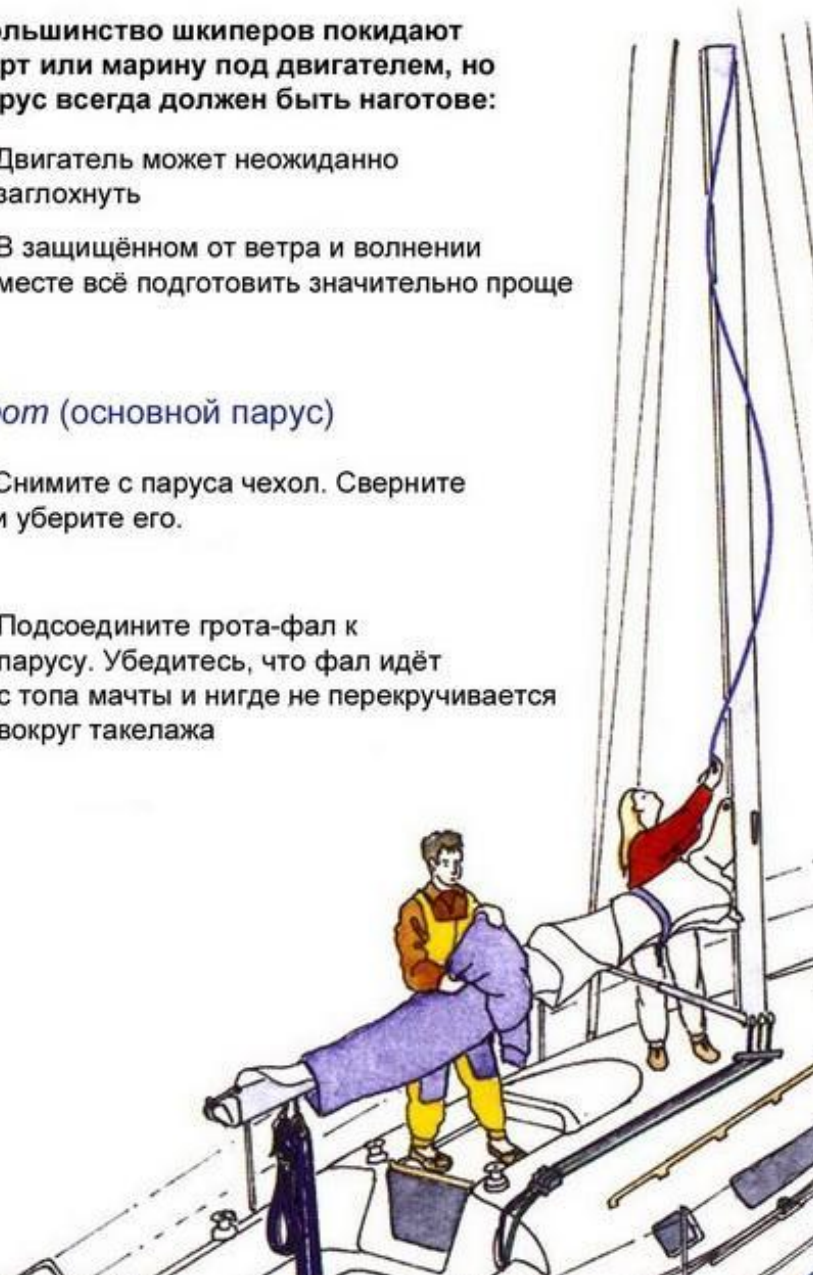 ольшинство шкиперов покидают
рт или марину под двигателем, но
рус всегда должен быть наготове:
Двигатель может неожиданно
заглохнуть
В защищённом от ветра и волнении
месте всё подготовить значительно проще
рот (основной парус)
Снимите с паруса чехол. Сверните
и уберите его.
Подсоедините грота-фал к
парусу. Убедитесь, что фал идёт
с топа мачты и нигде не перекручивается
вокруг такелажа